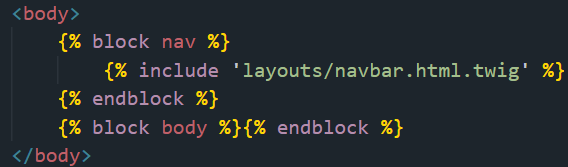 <body>
    {% block nav %}
        {% include 'layouts/navbar.html.twig' %}
    {% endblock %}
    {% block body %}{% endblock %}
</body>